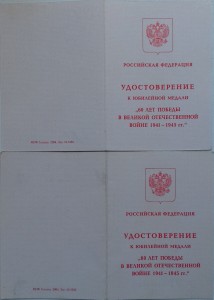 РОССИЙСКАЯ ФЕДЕРАЦИЯ
УДОСТОВЕРЕНИЕ
К ЮБИЛЕЙНОЙ МЕДАЛИ
„60 ЛЕТ ПОБЕДЫ
В ВЕЛИКОЙ ОТЕЧЕСТВЕННОЙ
ВОЙНЕ 1941–1945 гг."
РОССИЙСКАЯ ФЕДЕРАЦИЯ
УДОСТОВЕРЕНИЕ
К ЮБИЛЕЙНОЙ МЕДАЛИ
„60 ЛЕТ ПОБЕДЫ
В ВЕЛИКОЙ ОТЕЧЕСТВЕННОЙ
ВОЙНЕ 1941–1945 гг."